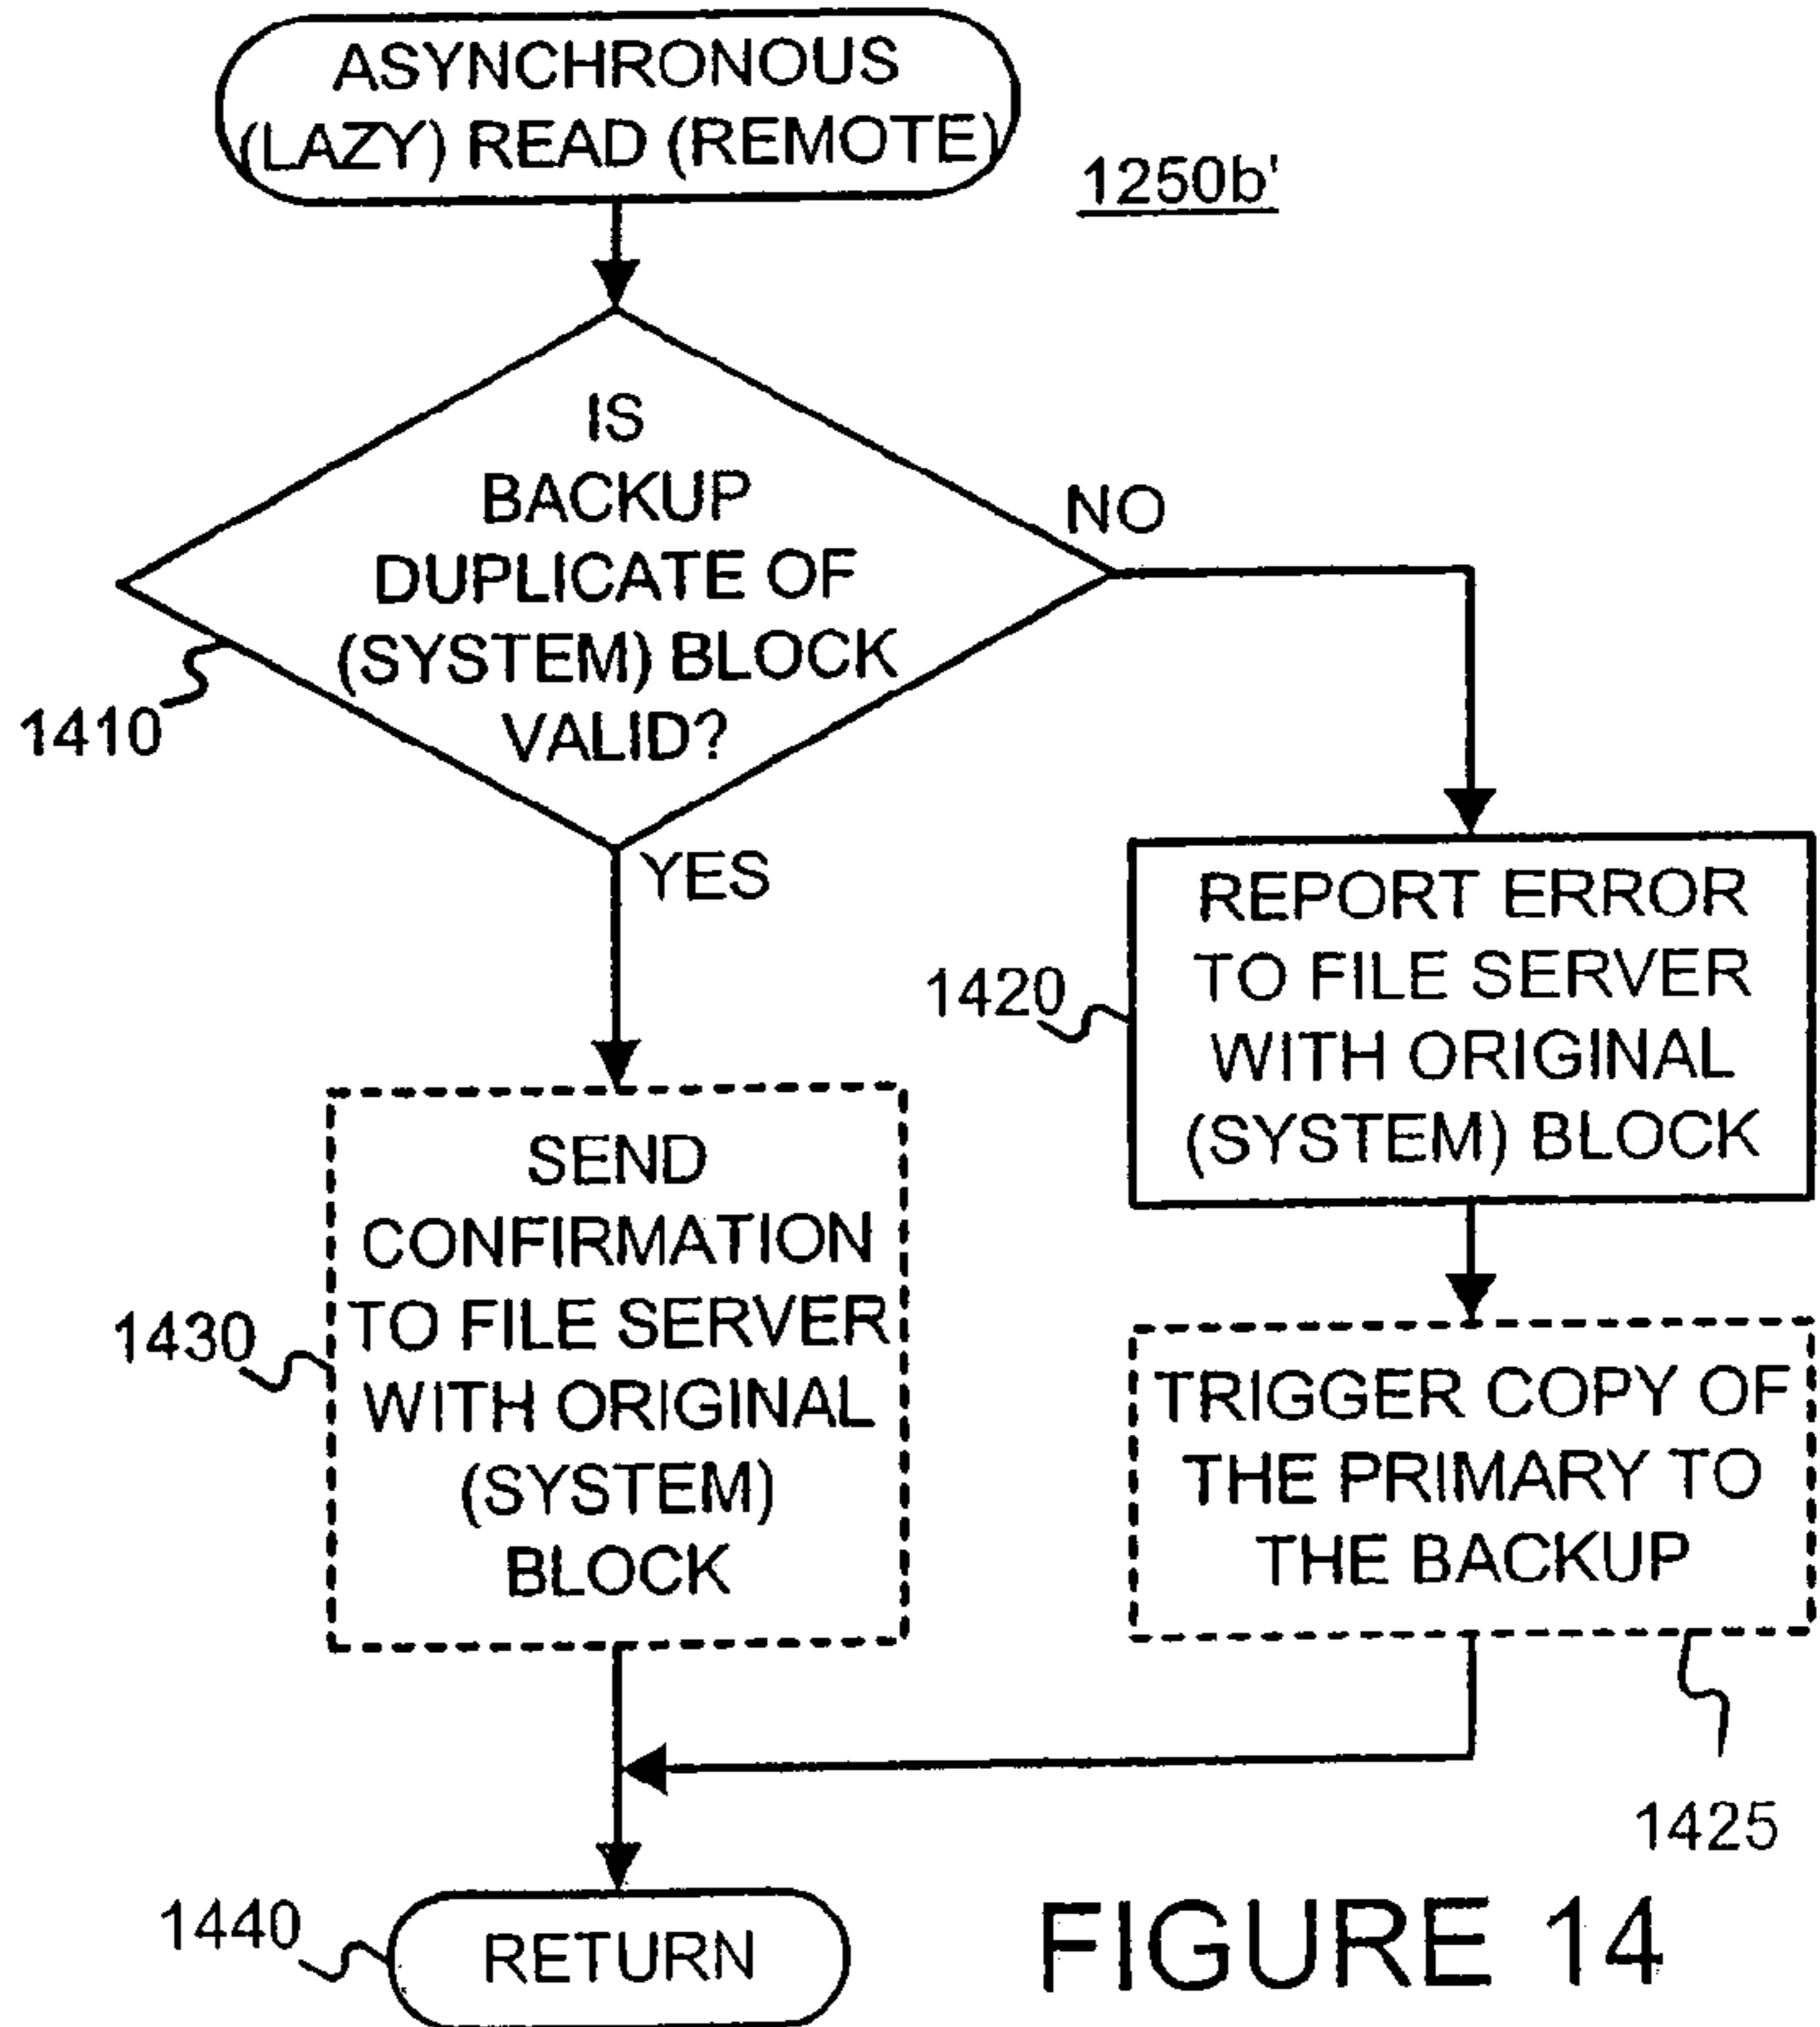 ASYNCHRONOUS
(LAZY) READ (REMOTE)
1250b'
IS
BACKUP
DUPLICATE OF
(SYSTEM) BLOCK
VALID?
NO
1410
YES
REPORT ERROR
TO FILE SERVER
WITH ORIGINAL
(SYSTEM) BLOCK
1420
SEND
CONFIRMATION
TO FILE SERVER
WITH ORIGINAL
(SYSTEM)
BLOCK
1430
TRIGGER COPY OF
THE PRIMARY TO
THE BACKUP
1425
1440
RETURN
FIGURE 14